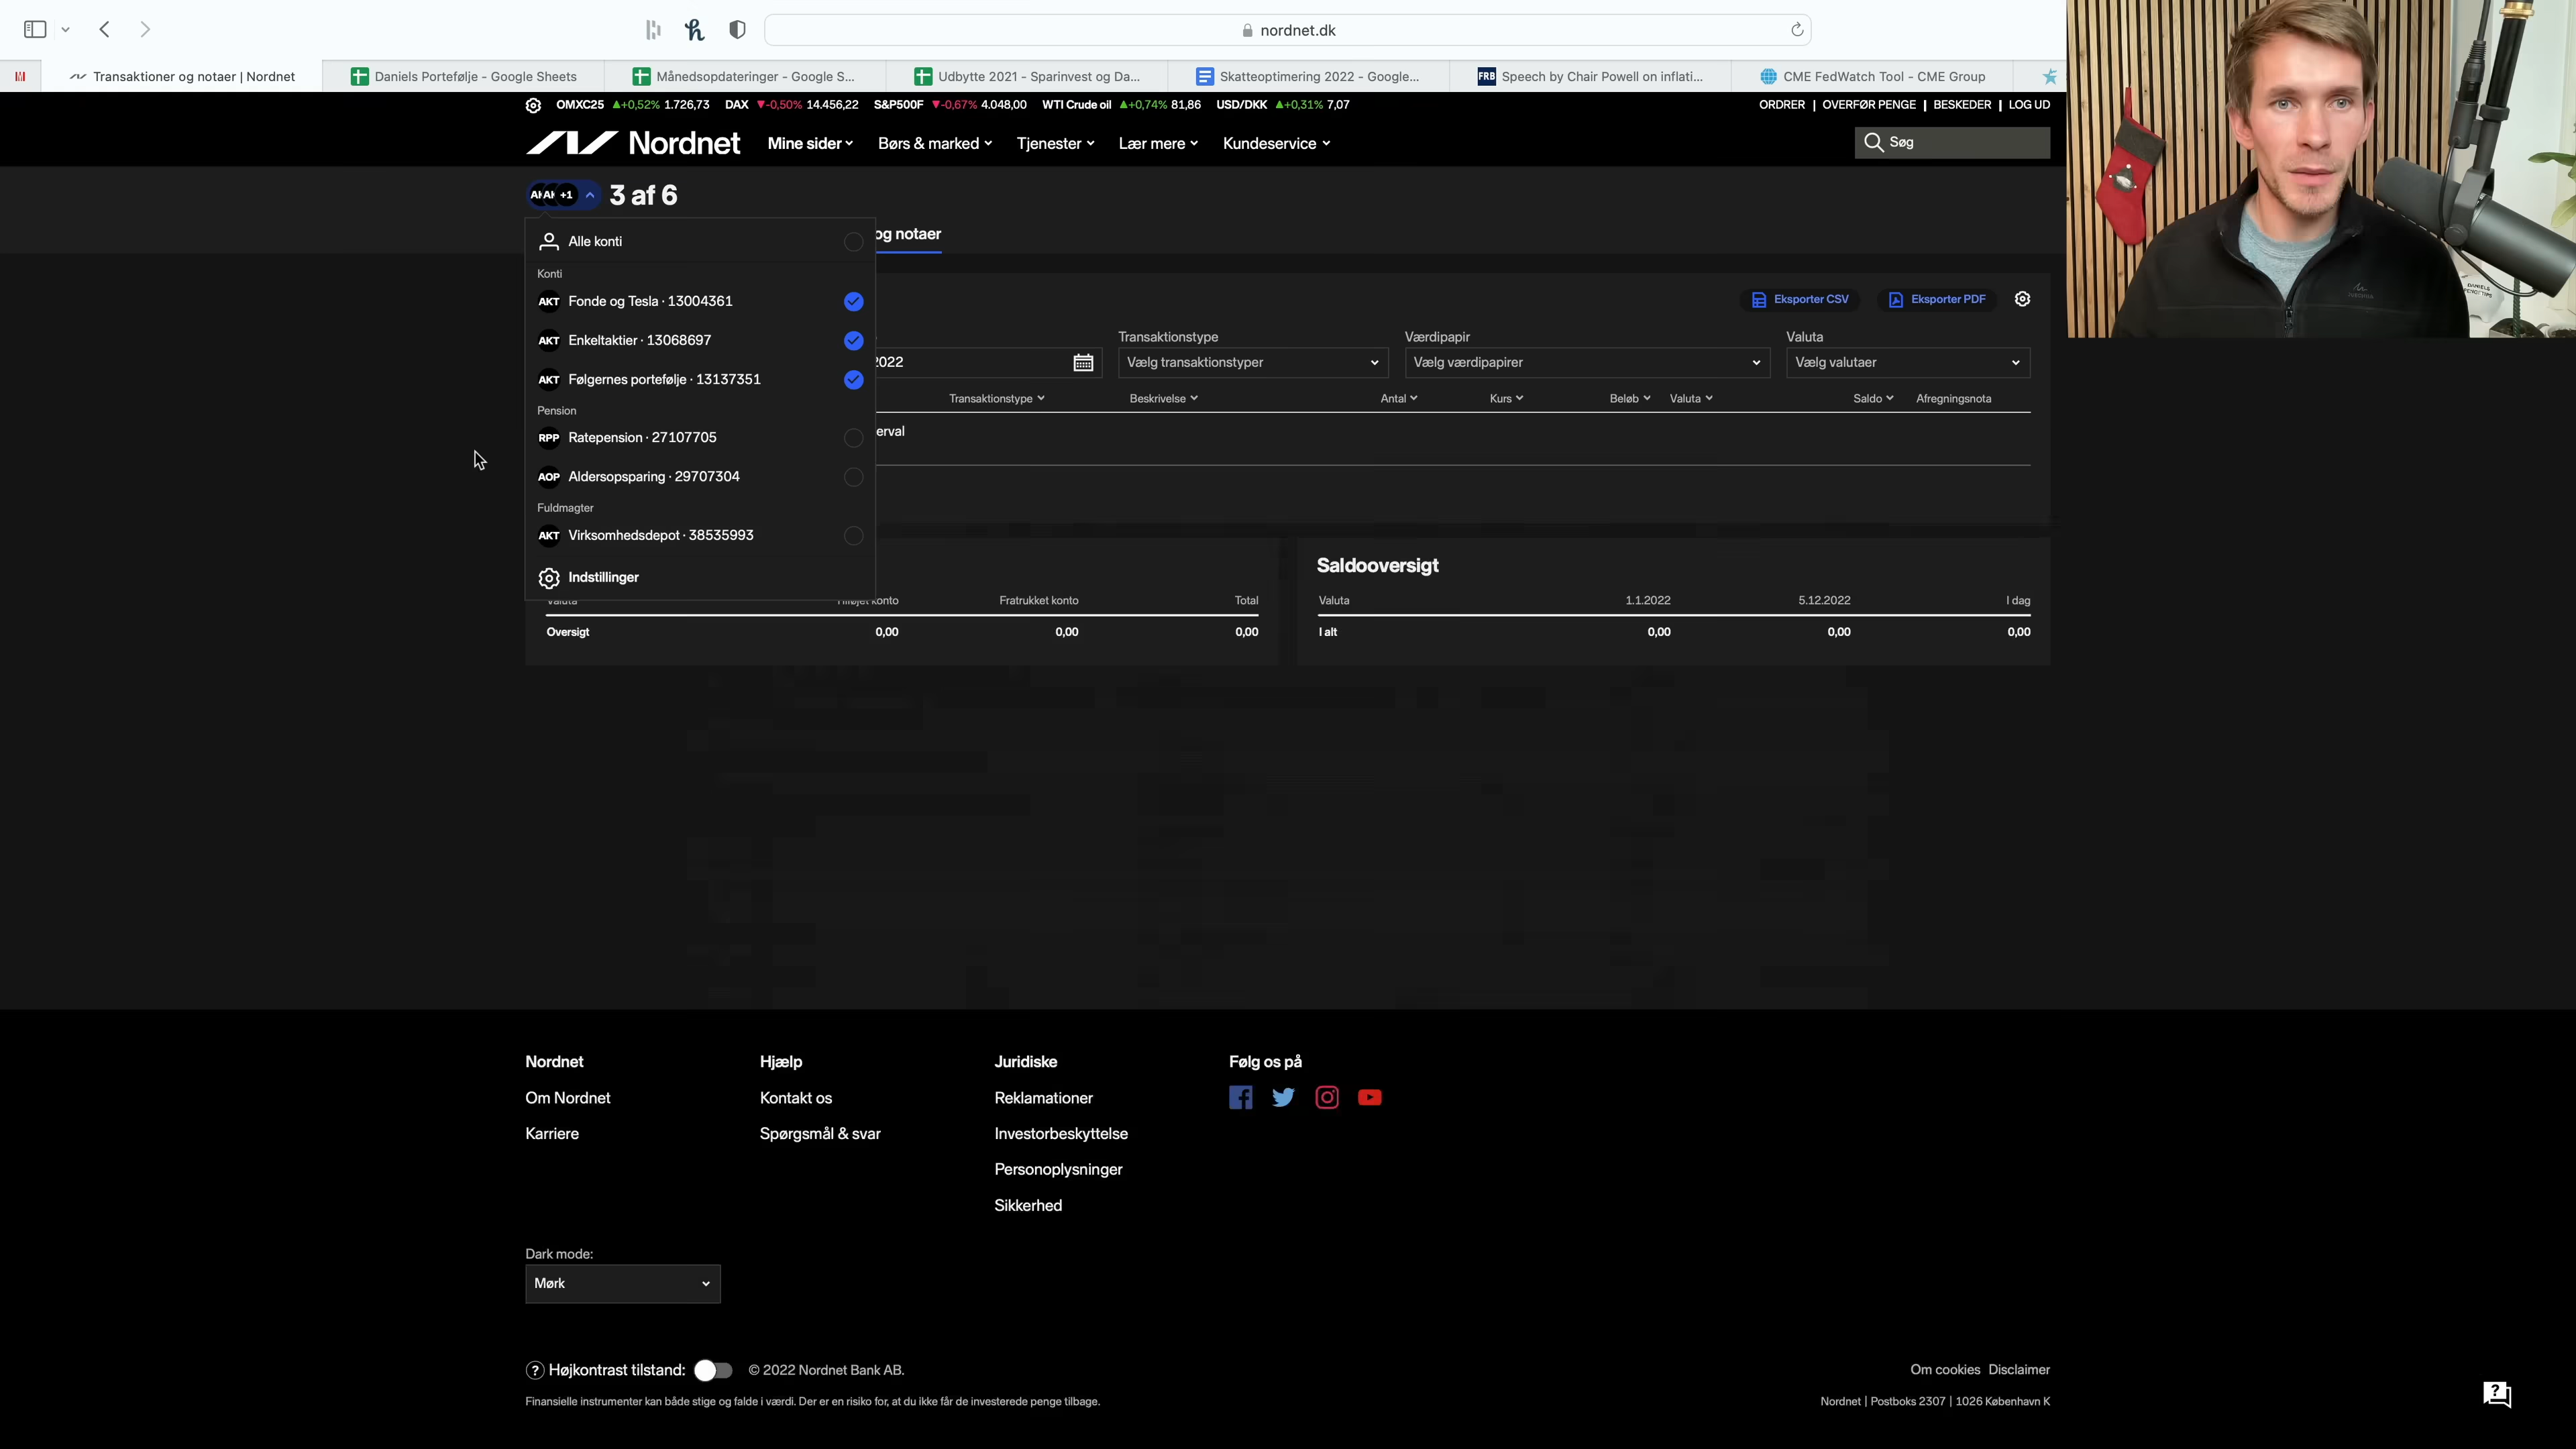 nordnet.dk
Transaktioner og notaer | Nordnet
Daniels Portefølje - Google Sheets
Månedsopdateringer - Google S...
Udbytte 2021 - Sparinvest og Da...
Skatteoptimering 2022 - Google...
FRB Speech by Chair Powell on inflati...
CME FedWatch Tool - CME Group
OMXC25 +0,52% 1.726,73 DAX -0,50% 14.456,22 S&P500F -0,67% 4.048,00 WTI Crude oil +0,74% 81,86 USD/DKK +0,31% 7,07
ORDRER | OVERFØR PENGE | BESKEDER | LOG UD
Nordnet Mine sider Børs & marked Tjenester Lær mere Kundeservice
Søg
+1 3 af 6
og notaer
Alle konti
Konti
AKT Fonde og Tesla · 13004361
AKT Enkeltaktier · 13068697
AKT Følgernes portefølje · 13137351
Pension
RPP Ratepension · 27107705
AOP Aldersopsparing · 29707304
Fuldmagter
AKT Virksomhedsdepot · 38535993
Indstillinger
Eksporter CSV Eksporter PDF
Transaktionstype Værdipapir Valuta
2022 Vælg transaktionstyper Vælg værdipapirer Vælg valutaer
Transaktionstype Beskrivelse Antal Kurs Beløb Valuta Saldo Afregningsnota
erval
Valuta Tilføjet konto Fratrukket konto Total
Oversigt 0,00 0,00 0,00
Saldooversigt
Valuta 1.1.2022 5.12.2022 I dag
I alt 0,00 0,00 0,00
Nordnet
Om Nordnet
Karriere
Hjælp
Kontakt os
Spørgsmål & svar
Juridiske
Reklamationer
Investorbeskyttelse
Personoplysninger
Sikkerhed
Følg os på
Dark mode:
Mørk
? Højkontrast tilstand: © 2022 Nordnet Bank AB.
Finansielle instrumenter kan både stige og falde i værdi. Der er en risiko for, at du ikke får de investerede penge tilbage.
Om cookies Disclaimer
Nordnet | Postboks 2307 | 1026 København K